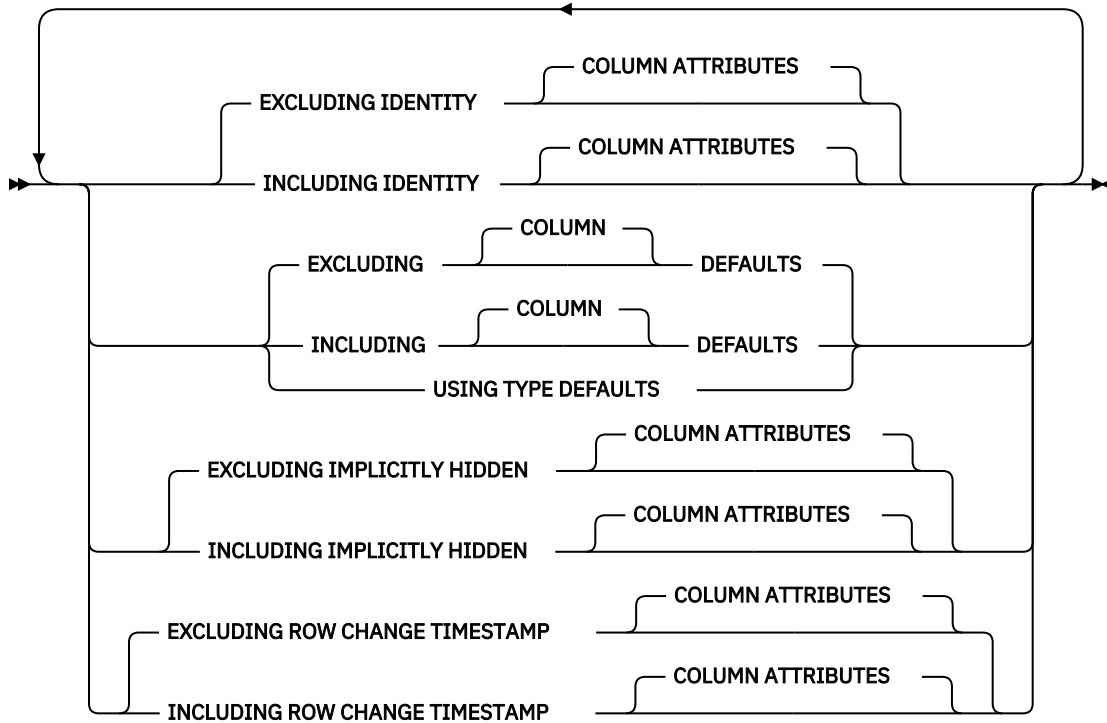 COLUMN ATTRIBUTES
EXCLUDING IDENTITY
COLUMN ATTRIBUTES
INCLUDING IDENTITY
COLUMN
EXCLUDING DEFAULTS
COLUMN
INCLUDING DEFAULTS
USING TYPE DEFAULTS
COLUMN ATTRIBUTES
EXCLUDING IMPLICITLY HIDDEN
COLUMN ATTRIBUTES
INCLUDING IMPLICITLY HIDDEN
COLUMN ATTRIBUTES
EXCLUDING ROW CHANGE TIMESTAMP
COLUMN ATTRIBUTES
INCLUDING ROW CHANGE TIMESTAMP